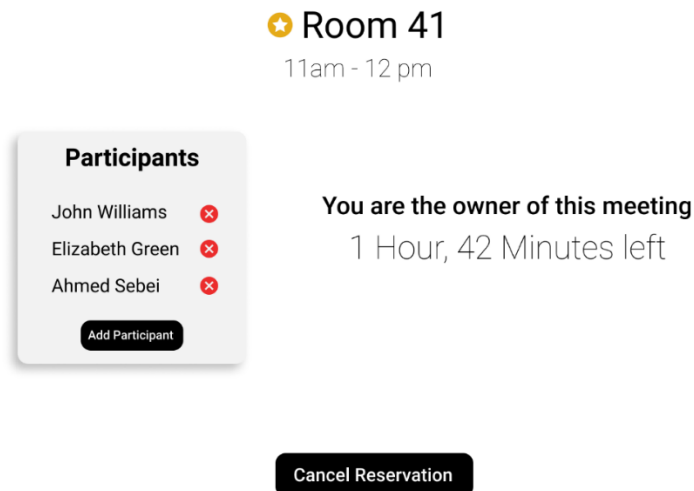 Room 41
11am - 12 pm
Participants
John Williams
Elizabeth Green
Ahmed Sebei
Add Participant
You are the owner of this meeting
1 Hour, 42 Minutes left
Cancel Reservation